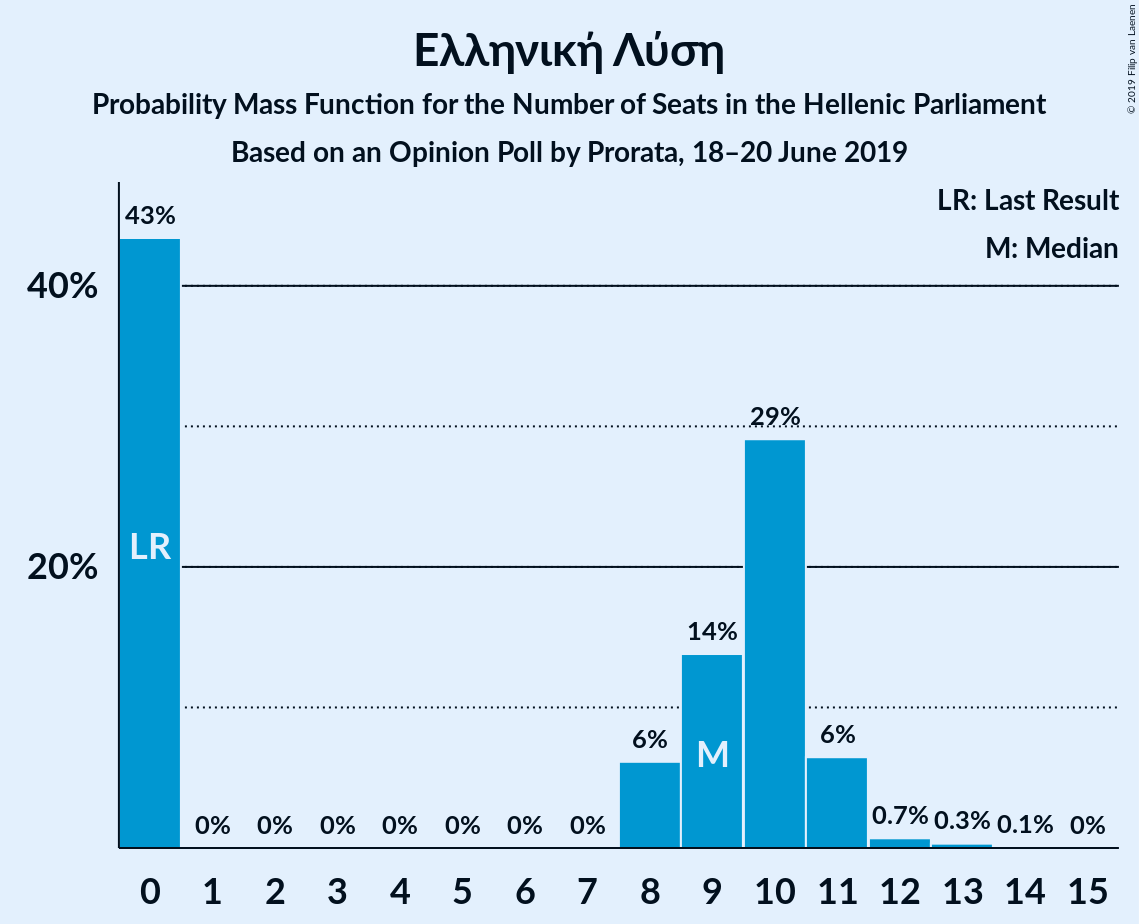 Ελληνική Λύση
Probability Mass Function for the Number of Seats in the Hellenic Parliament
Based on an Opinion Poll by Prorata, 18–20 June 2019
© 2019 Filip van Laenen
LR: Last Result
M: Median
43%
40%
29%
LR
20%
14%
M
6%
6%
0% 0% 0% 0% 0% 0% 0% 0.7% 0.3% 0.1% 0%
0 1 2 3 4 5 6 7 8 9 10 11 12 13 14 15